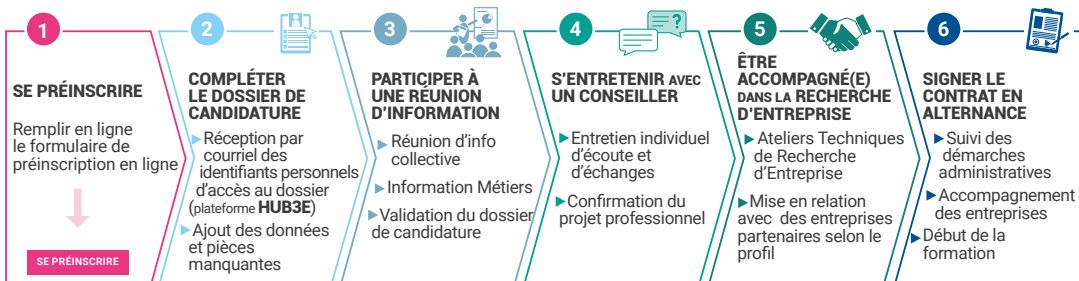 1
SE PRÉINSCRIRE
Remplir en ligne
le formulaire de
préinscription en ligne
SE PRÉINSCRIRE
2
COMPLÉTER
LE DOSSIER DE
CANDIDATURE
Réception par
courriel des
identifiants personnels
d'accès au dossier
(plateforme HUB3E)
Ajout des données
et pièces
manquantes
3
PARTICIPER À
UNE RÉUNION
D'INFORMATION
Réunion d'info
collective
Information Métiers
Validation du dossier
de candidature
4
?
S'ENTRETENIR AVEC
UN CONSEILLER
Entretien individuel
d'écoute et
d'échanges
Confirmation du
projet professionnel
5
ÊTRE
ACCOMPAGNÉ(E)
DANS LA RECHERCHE
D'ENTREPRISE
Ateliers Techniques
de Recherche
d'Entreprise
Mise en relation
avec des entreprises
partenaires selon le
profil
6
SIGNER LE
CONTRAT EN
ALTERNANCE
Suivi des
démarches
administratives
Accompagnement
des entreprises
Début de la
formation